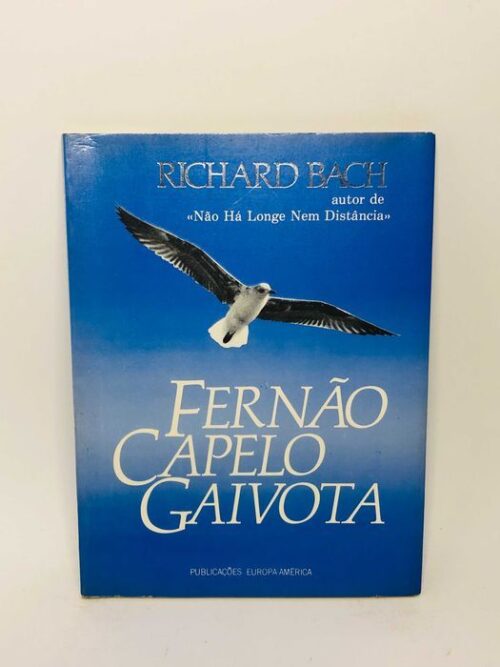 RICHARD BACH
autor de
«Não Há Longe Nem Distância»
FERNÃO
CAPELO
GAIVOTA
PUBLICAÇÕES EUROPA-AMÉRICA